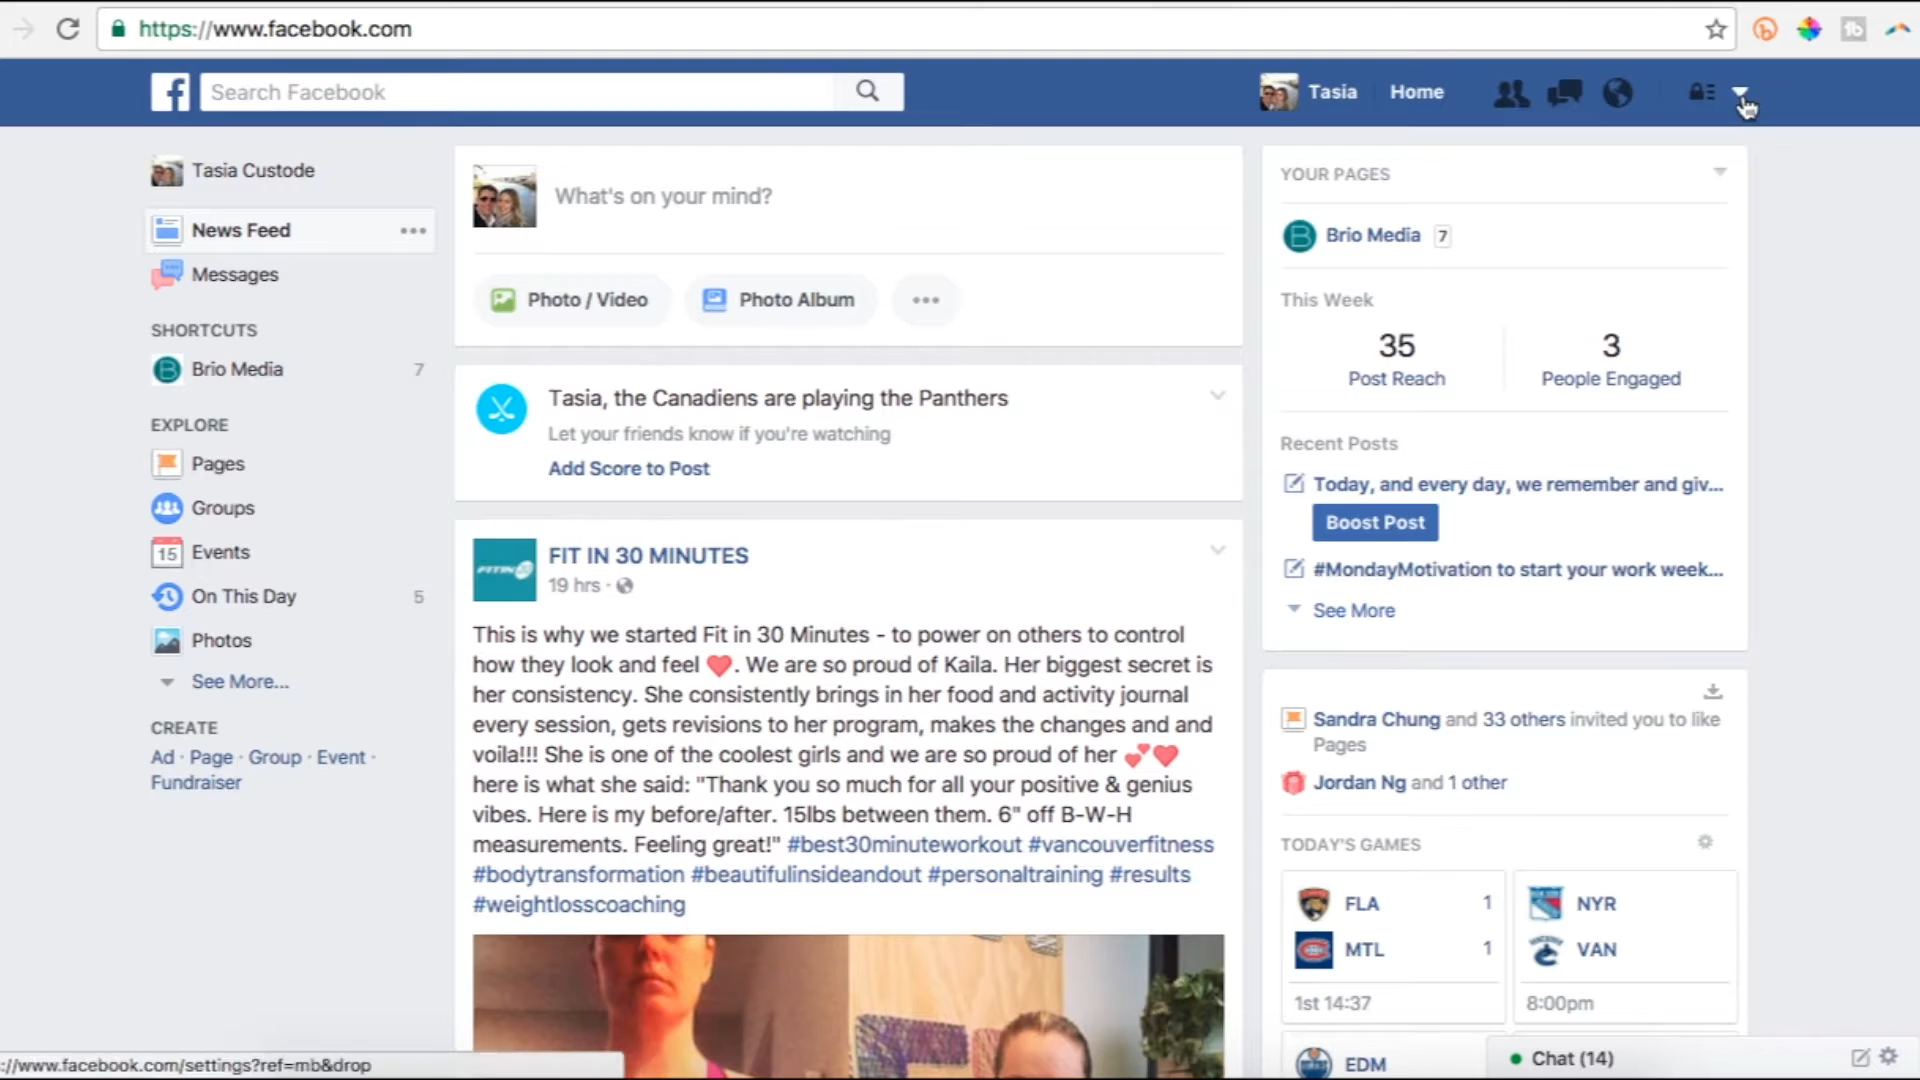 https://www.facebook.com
Search Facebook
Tasia
Home
Tasia Custode
News Feed
Messages
SHORTCUTS
Brio Media 7
EXPLORE
Pages
Groups
15 Events
On This Day 5
Photos
See More...
CREATE
Ad · Page · Group · Event ·
Fundraiser
What's on your mind?
Photo / Video
Photo Album
Tasia, the Canadiens are playing the Panthers
Let your friends know if you're watching
Add Score to Post
FIT IN 30 MINUTES
19 hrs ·
This is why we started Fit in 30 Minutes - to power on others to control
how they look and feel ❤️. We are so proud of Kaila. Her biggest secret is
her consistency. She consistently brings in her food and activity journal
every session, gets revisions to her program, makes the changes and and
voila!!! She is one of the coolest girls and we are so proud of her 💕❤️
here is what she said: "Thank you so much for all your positive & genius
vibes. Here is my before/after. 15lbs between them. 6" off B-W-H
measurements. Feeling great!" #best30minuteworkout #vancouverfitness
#bodytransformation #beautifulinsideandout #personaltraining #results
#weightlosscoaching
YOUR PAGES
Brio Media 7
This Week
35 3
Post Reach People Engaged
Recent Posts
Today, and every day, we remember and giv...
Boost Post
#MondayMotivation to start your work week...
See More
Sandra Chung and 33 others invited you to like
Pages
Jordan Ng and 1 other
TODAY'S GAMES
FLA 1
MTL 1
1st 14:37
NYR
VAN
8:00pm
EDM
Chat (14)
://www.facebook.com/settings?ref=mb&drop